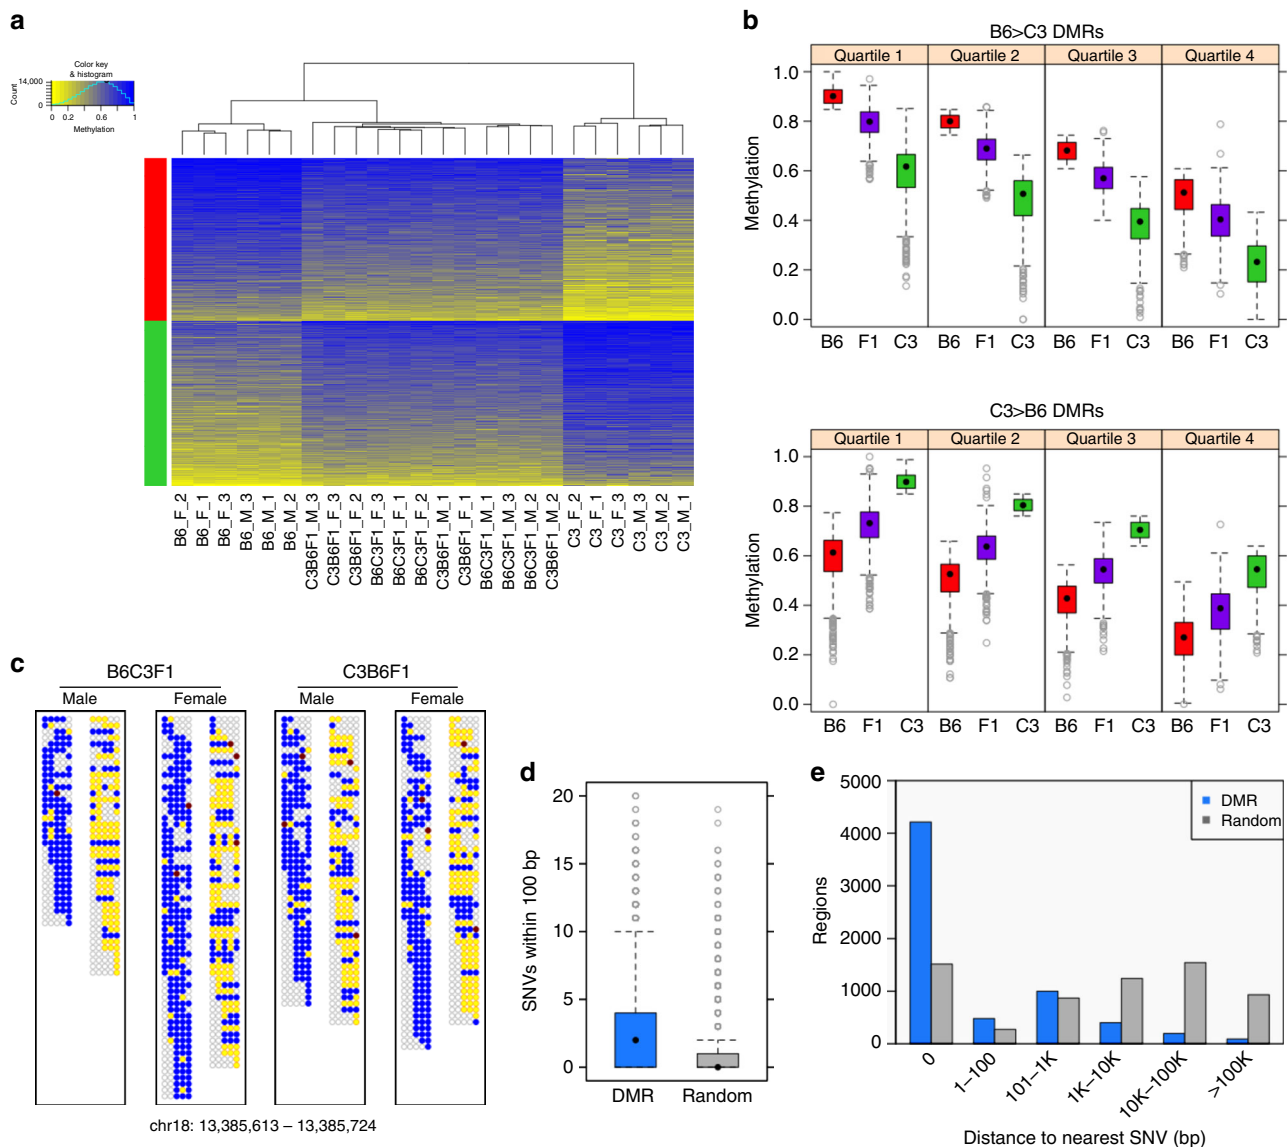 a
Color key
& histogram
14,000
0
Count
0 0.2 0.6 1
Methylation
B6_F_2
B6_F_1
B6_F_3
B6_M_3
B6_M_1
B6_M_2
C3B6F1_M_3
C3B6F1_F_3
C3B6F1_F_2
B6C3F1_F_3
B6C3F1_F_1
B6C3F1_F_2
C3B6F1_M_1
C3B6F1_F_1
B6C3F1_M_1
B6C3F1_M_3
B6C3F1_M_2
C3B6F1_M_2
C3_F_2
C3_F_1
C3_F_3
C3_M_3
C3_M_2
C3_M_1
b
B6>C3 DMRs
Quartile 1 Quartile 2 Quartile 3 Quartile 4
1.0
0.8
0.6
0.4
0.2
0.0
Methylation
B6 F1 C3 B6 F1 C3 B6 F1 C3 B6 F1 C3
C3>B6 DMRs
Quartile 1 Quartile 2 Quartile 3 Quartile 4
1.0
0.8
0.6
0.4
0.2
0.0
Methylation
B6 F1 C3 B6 F1 C3 B6 F1 C3 B6 F1 C3
c
B6C3F1 C3B6F1
Male Female Male Female
chr18: 13,385,613 – 13,385,724
d
20
15
10
5
0
SNVs within 100 bp
DMR Random
e
5000
4000
3000
2000
1000
0
Regions
DMR
Random
0
1–100
101–1K
1K–10K
10K–100K
>100K
Distance to nearest SNV (bp)